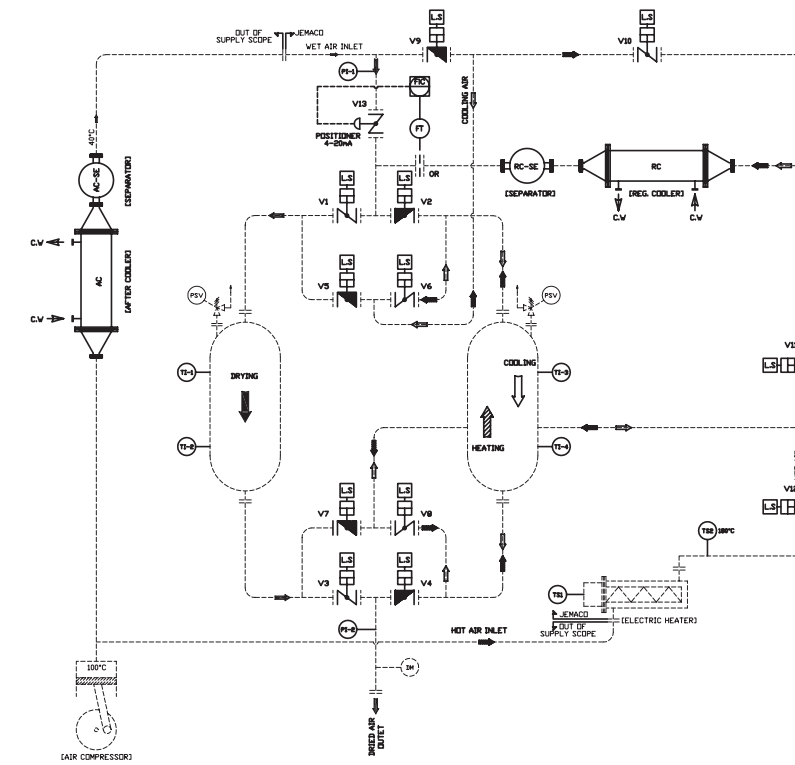 L.S
L.S
OUT OF
SUPPLY SCOPE
JEMACO
WET AIR INLET
V9
V10
PI-1
FIC
V13
COOLING AIR
POSITIONER
4-20mA
FT
40°C
OR
RC-SE
[SEPARATOR]
RC
[REG. COOLER]
C.W
C.W
AC-SE
[SEPARATOR]
L.S
L.S
V1
V2
C.W
AC
[AFTER COOLER]
C.W
L.S
L.S
V5
V6
PSV
PSV
TI-1
DRYING
COOLING
TI-3
L.S
TI-2
HEATING
TI-4
L.S
L.S
V7
V8
L.S
TS2
L.S
L.S
V3
V4
TS1
JEMACO
OUT OF
SUPPLY SCOPE
[ELECTRIC HEATER]
PI-2
HOT AIR INLET
100°C
DM
DRIED AIR
OUTET
[AIR COMPRESSOR]